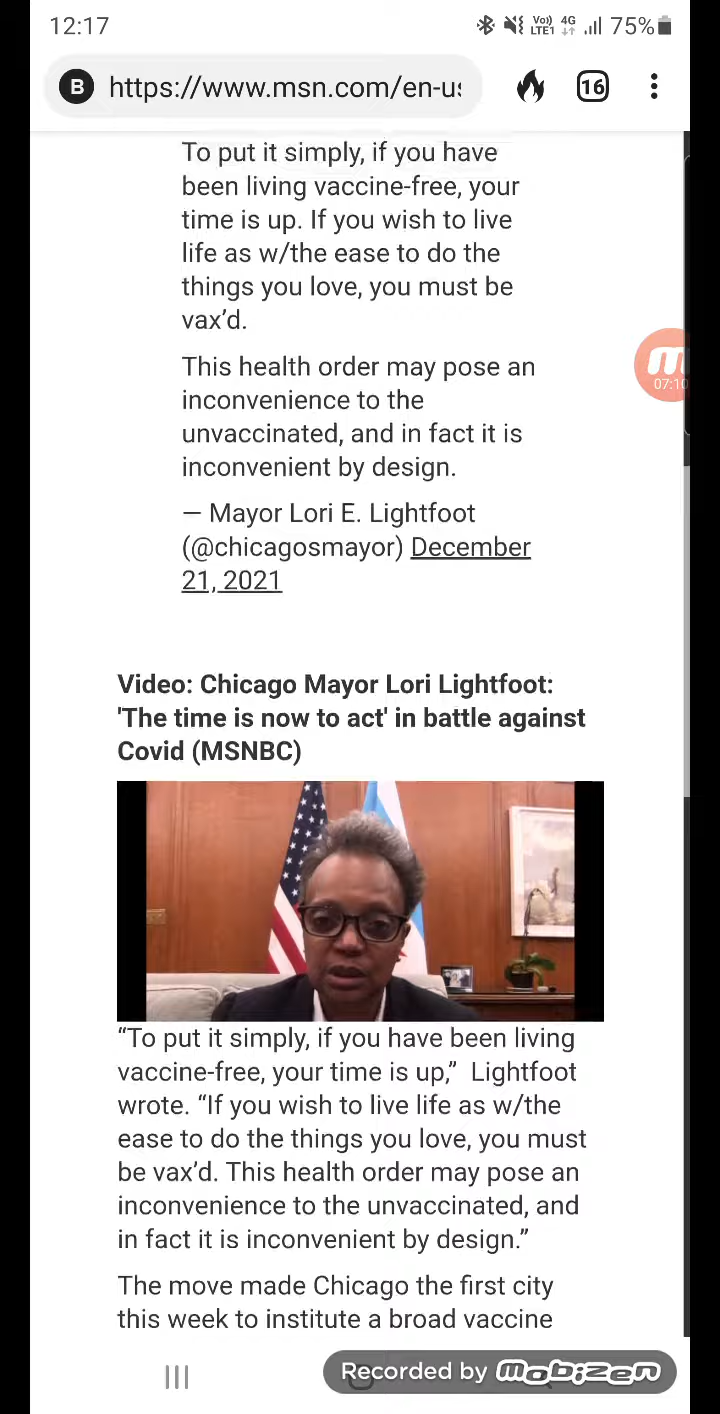 12:17
Vo)) 4G 75%
LTE1
B https://www.msn.com/en-us
16
To put it simply, if you have
been living vaccine-free, your
time is up. If you wish to live
life as w/the ease to do the
things you love, you must be
vax’d.
This health order may pose an
inconvenience to the
unvaccinated, and in fact it is
inconvenient by design.
m
07:10
— Mayor Lori E. Lightfoot
(@chicagosmayor) December
21, 2021
Video: Chicago Mayor Lori Lightfoot:
'The time is now to act' in battle against
Covid (MSNBC)
“To put it simply, if you have been living
vaccine-free, your time is up,” Lightfoot
wrote. “If you wish to live life as w/the
ease to do the things you love, you must
be vax’d. This health order may pose an
inconvenience to the unvaccinated, and
in fact it is inconvenient by design.”
The move made Chicago the first city
this week to institute a broad vaccine
Recorded by mobizen